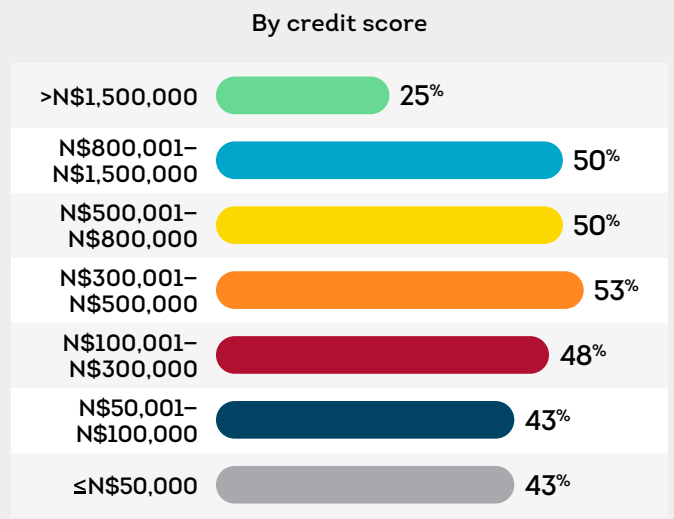 By credit score
>N$1,500,000 25%
N$800,001–
N$1,500,000 50%
N$500,001–
N$800,000 50%
N$300,001–
N$500,000 53%
N$100,001–
N$300,000 48%
N$50,001–
N$100,000 43%
≤N$50,000 43%